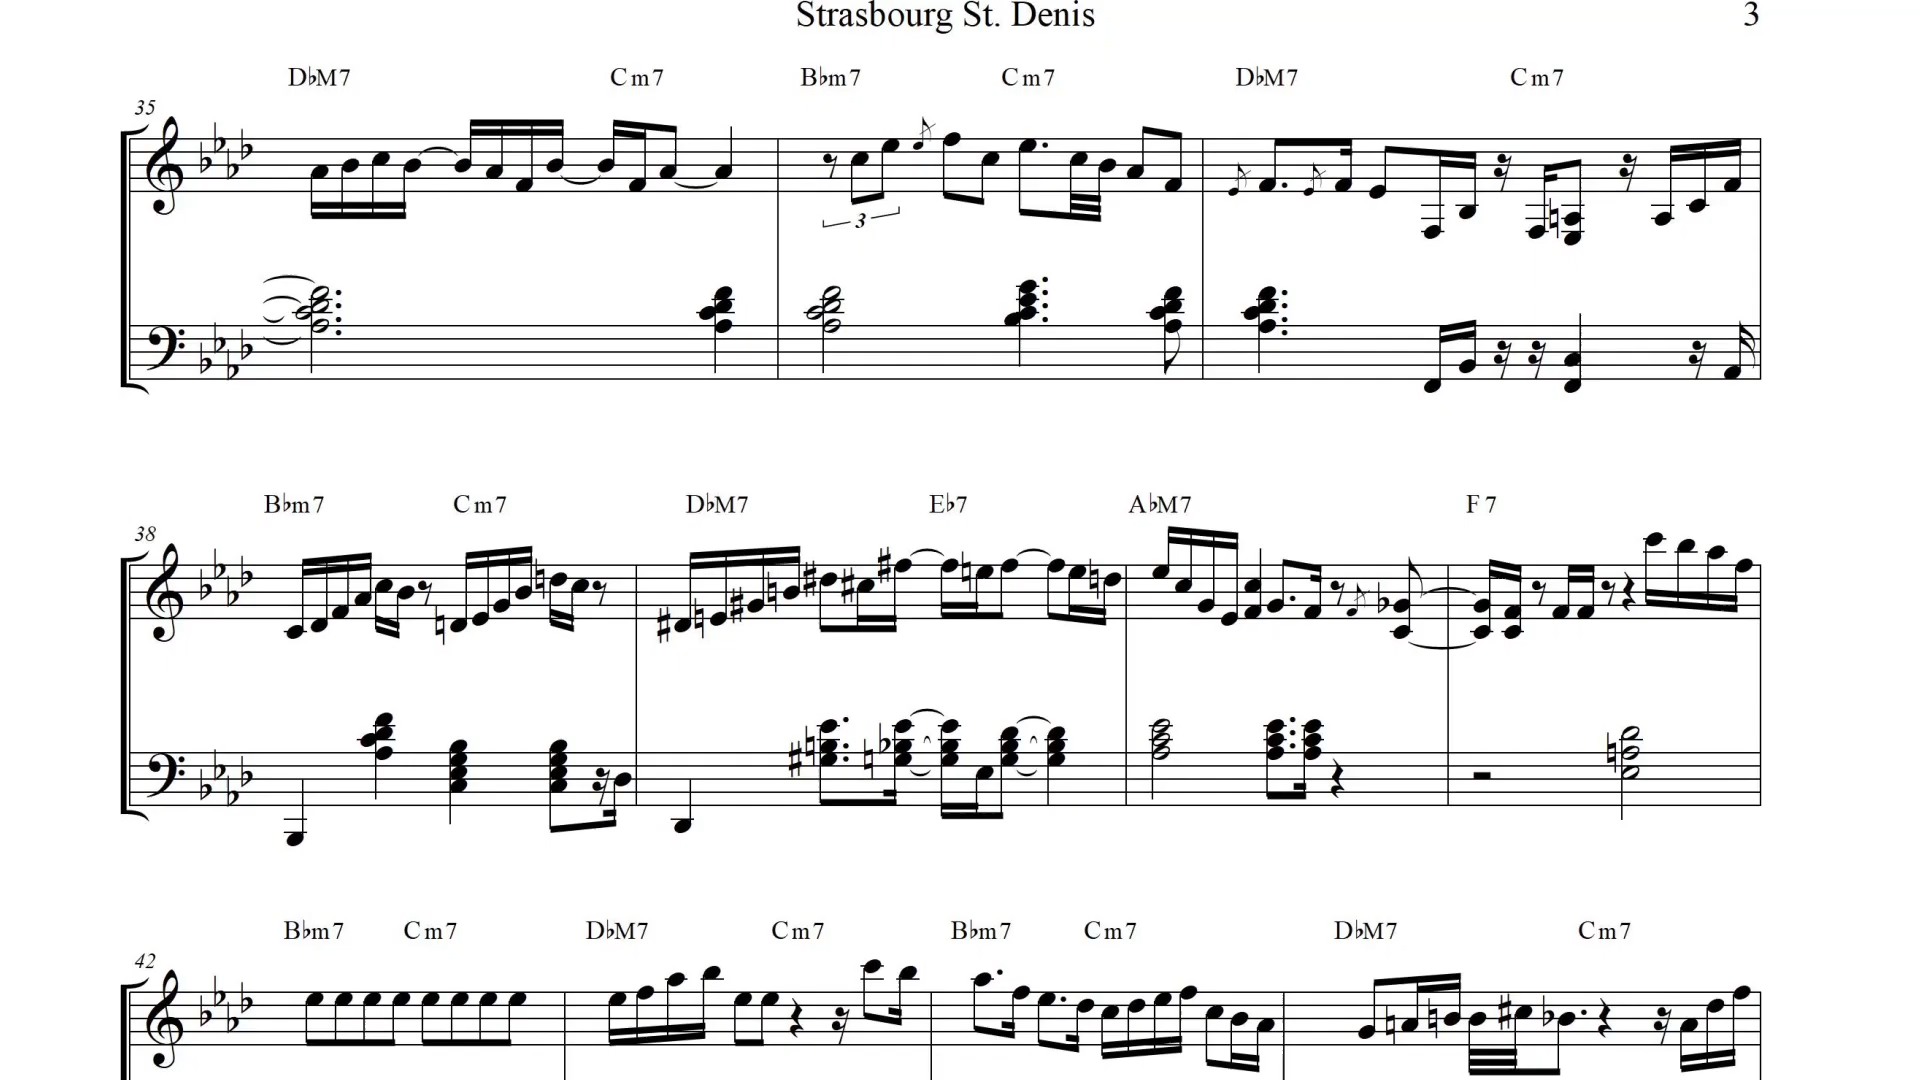 Strasbourg St. Denis 3
D♭M7 Cm7 B♭m7 Cm7 D♭M7 Cm7
35
3
B♭m7 Cm7 D♭M7 E♭7 A♭M7 F7
38
B♭m7 Cm7 D♭M7 Cm7 B♭m7 Cm7 D♭M7 Cm7
42